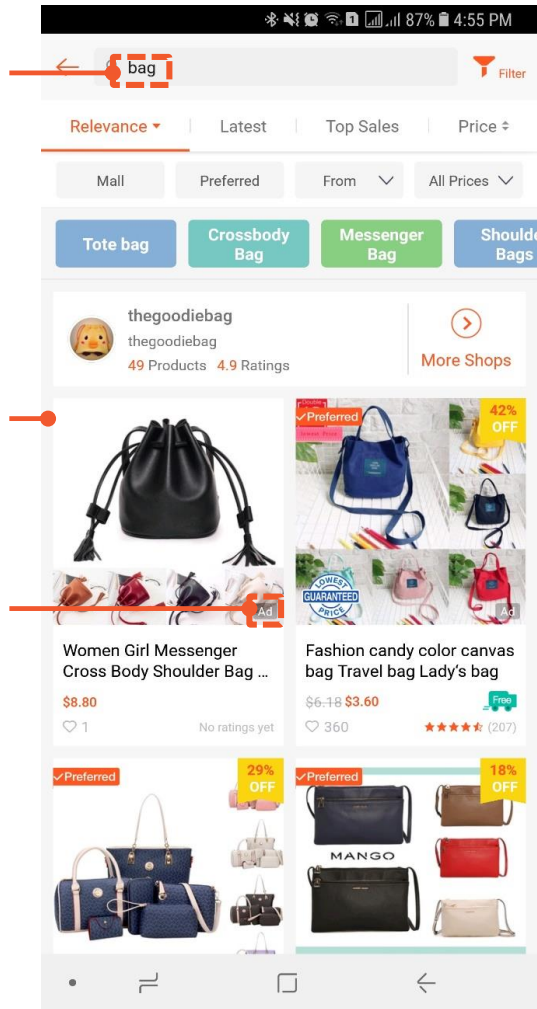 87% 4:55 PM
bag
Filter
Relevance Latest Top Sales Price
Mall Preferred From All Prices
Tote bag Crossbody Bag Messenger Bag Shoulde Bags
thegoodiebag
thegoodiebag
49 Products 4.9 Ratings
More Shops
Preferred
42% OFF
LOWEST
GUARANTEED
PRICE
Ad
Ad
Women Girl Messenger
Cross Body Shoulder Bag ...
$8.80
1 No ratings yet
Fashion candy color canvas
bag Travel bag Lady's bag
$6.18 $3.60
Free
360 (207)
Preferred
29% OFF
Preferred
18% OFF
MANGO